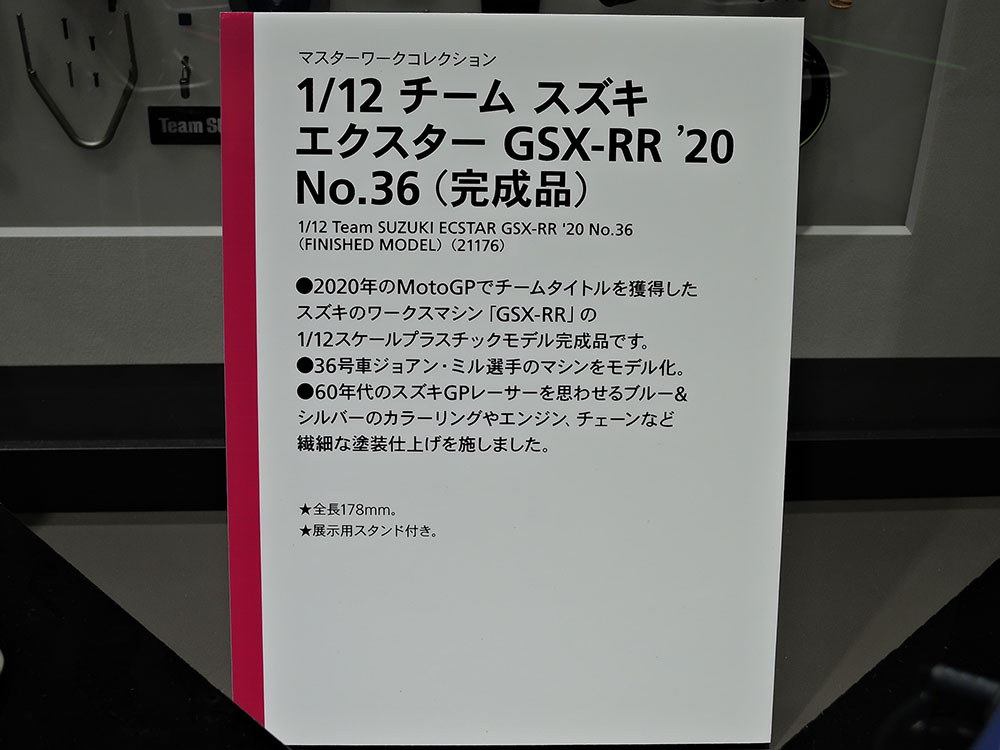 Team
マスターワークコレクション
1/12 チーム スズキ
エクスター GSX-RR ’20
No.36 (完成品)
1/12 Team SUZUKI ECSTAR GSX-RR '20 No.36
(FINISHED MODEL) (21176)
●2020年のMotoGPでチームタイトルを獲得した
スズキのワークスマシン「GSX-RR」の
1/12スケールプラスチックモデル完成品です。
●36号車ジョアン・ミル選手のマシンをモデル化。
●60年代のスズキGPレーサーを思わせるブルー&
シルバーのカラーリングやエンジン、チェーンなど
繊細な塗装仕上げを施しました。
★全長178mm。
★展示用スタンド付き。